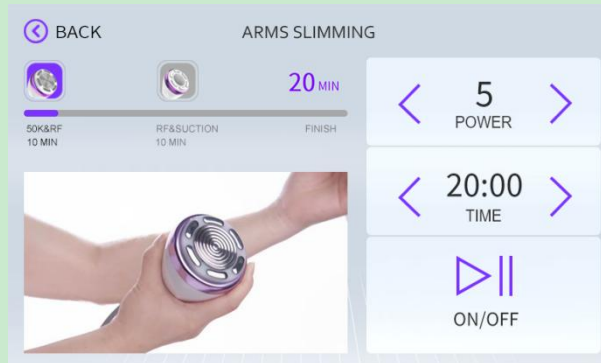 BACK
ARMS SLIMMING
20 MIN
50K&RF
10 MIN
RF&SUCTION
10 MIN
FINISH
5
POWER
20:00
TIME
ON/OFF